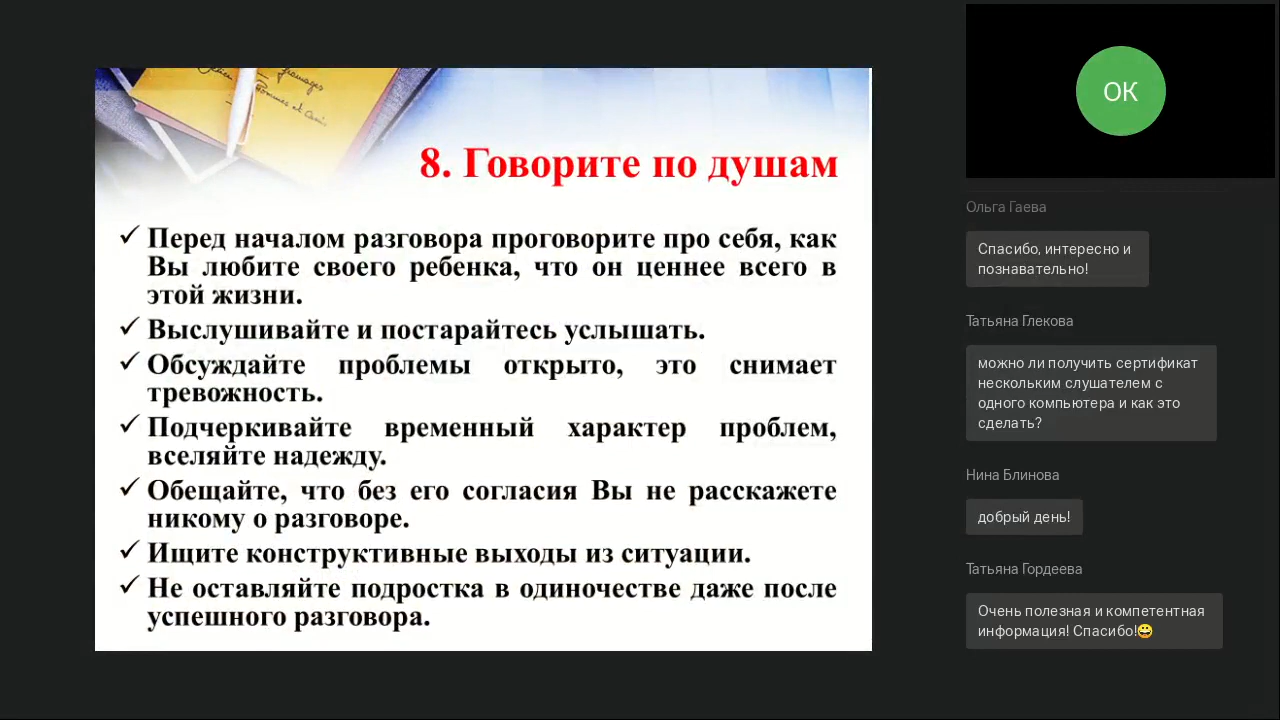 8. Говорите по душам
✓ Перед началом разговора проговорите про себя, как
Вы любите своего ребенка, что он ценнее всего в
этой жизни.
✓ Выслушивайте и постарайтесь услышать.
✓ Обсуждайте проблемы открыто, это снимает
тревожность.
✓ Подчеркивайте временный характер проблем,
вселяйте надежду.
✓ Обещайте, что без его согласия Вы не расскажете
никому о разговоре.
✓ Ищите конструктивные выходы из ситуации.
✓ Не оставляйте подростка в одиночестве даже после
успешного разговора.
ОК
Ольга Гаева
Спасибо, интересно и
познавательно!
Татьяна Глекова
можно ли получить сертификат
нескольким слушателем с
одного компьютера и как это
сделать?
Нина Блинова
добрый день!
Татьяна Гордеева
Очень полезная и компетентная
информация! Спасибо!😀